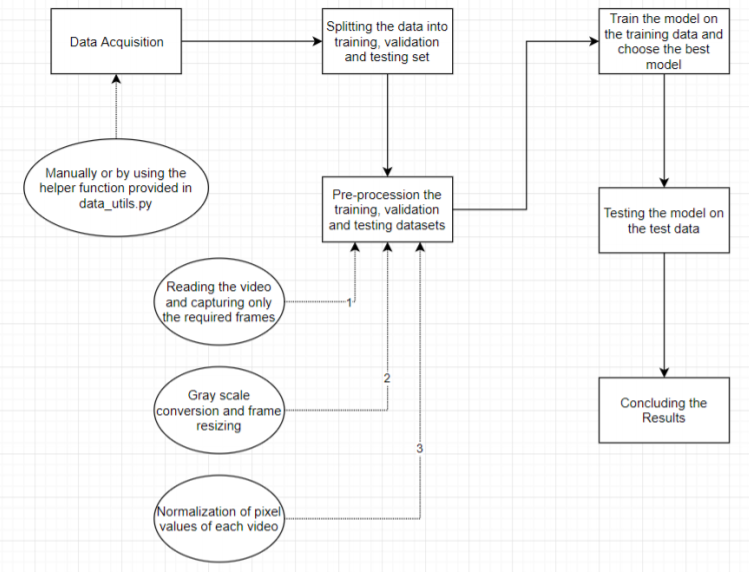 Data Acquisition
Splitting the data into
training, validation
and testing set
Train the model on
the training data and
choose the best
model
Manually or by using the
helper function provided in
data_utils.py
Pre-procession the
training, validation
and testing datasets
Testing the model on
the test data
Reading the video
and capturing only
the required frames
1
Gray scale
conversion and frame
resizing
2
Concluding the
Results
3
Normalization of pixel
values of each video